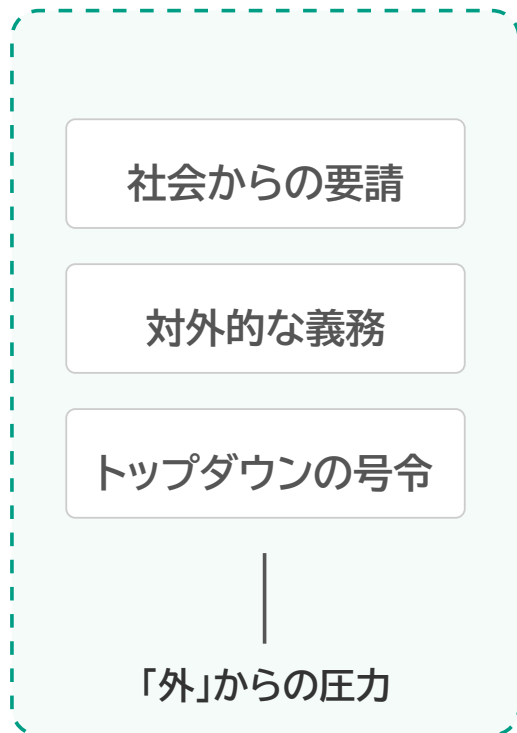 社会からの要請
対外的な義務
トップダウンの号令
「外」からの圧力